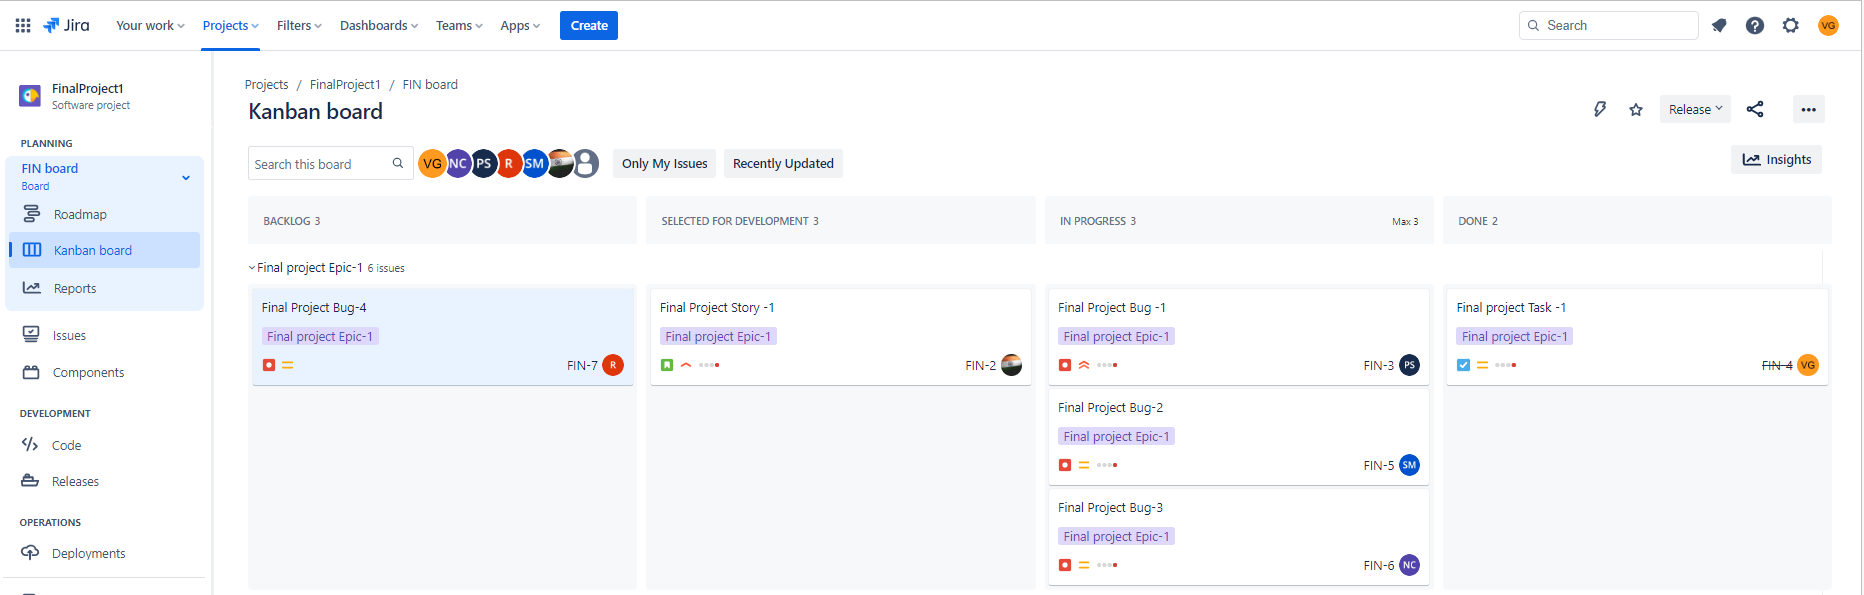 Jira Your work Projects Filters Dashboards Teams Apps Create Search VG
FinalProject1
Software project
PLANNING
FIN board
Board
Roadmap
Kanban board
Reports
Issues
Components
DEVELOPMENT
Code
Releases
OPERATIONS
Deployments
Projects / FinalProject1 / FIN board
Kanban board
Release
Search this board VG NC PS R SM Only My Issues Recently Updated Insights
BACKLOG 3 SELECTED FOR DEVELOPMENT 3 IN PROGRESS 3 Max 3 DONE 2
Final project Epic-1 6 issues
Final Project Bug-4
Final project Epic-1
FIN-7 R
Final Project Story -1
Final project Epic-1
FIN-2
Final Project Bug -1
Final project Epic-1
FIN-3 PS
Final Project Bug-2
Final project Epic-1
FIN-5 SM
Final Project Bug-3
Final project Epic-1
FIN-6 NC
Final project Task -1
Final project Epic-1
FIN-4 VG